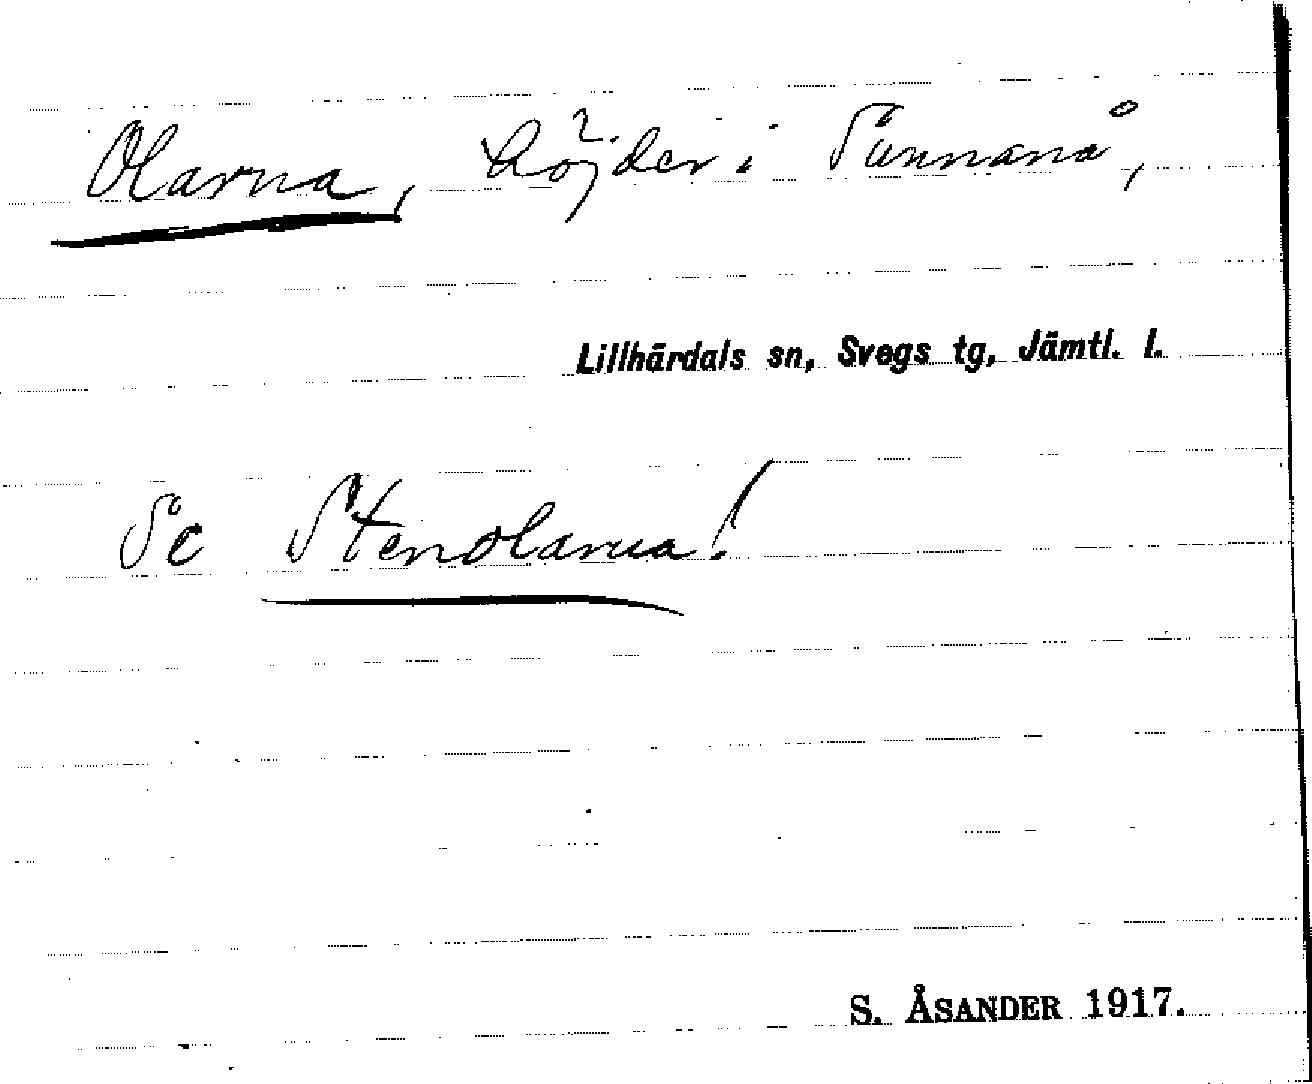 Olarna, höjder i Sunnanå,
Lillhärdals sn, Svegs tg, Jämtl. l.
Se Stenolarna!
S. ÅSANDER 1917.